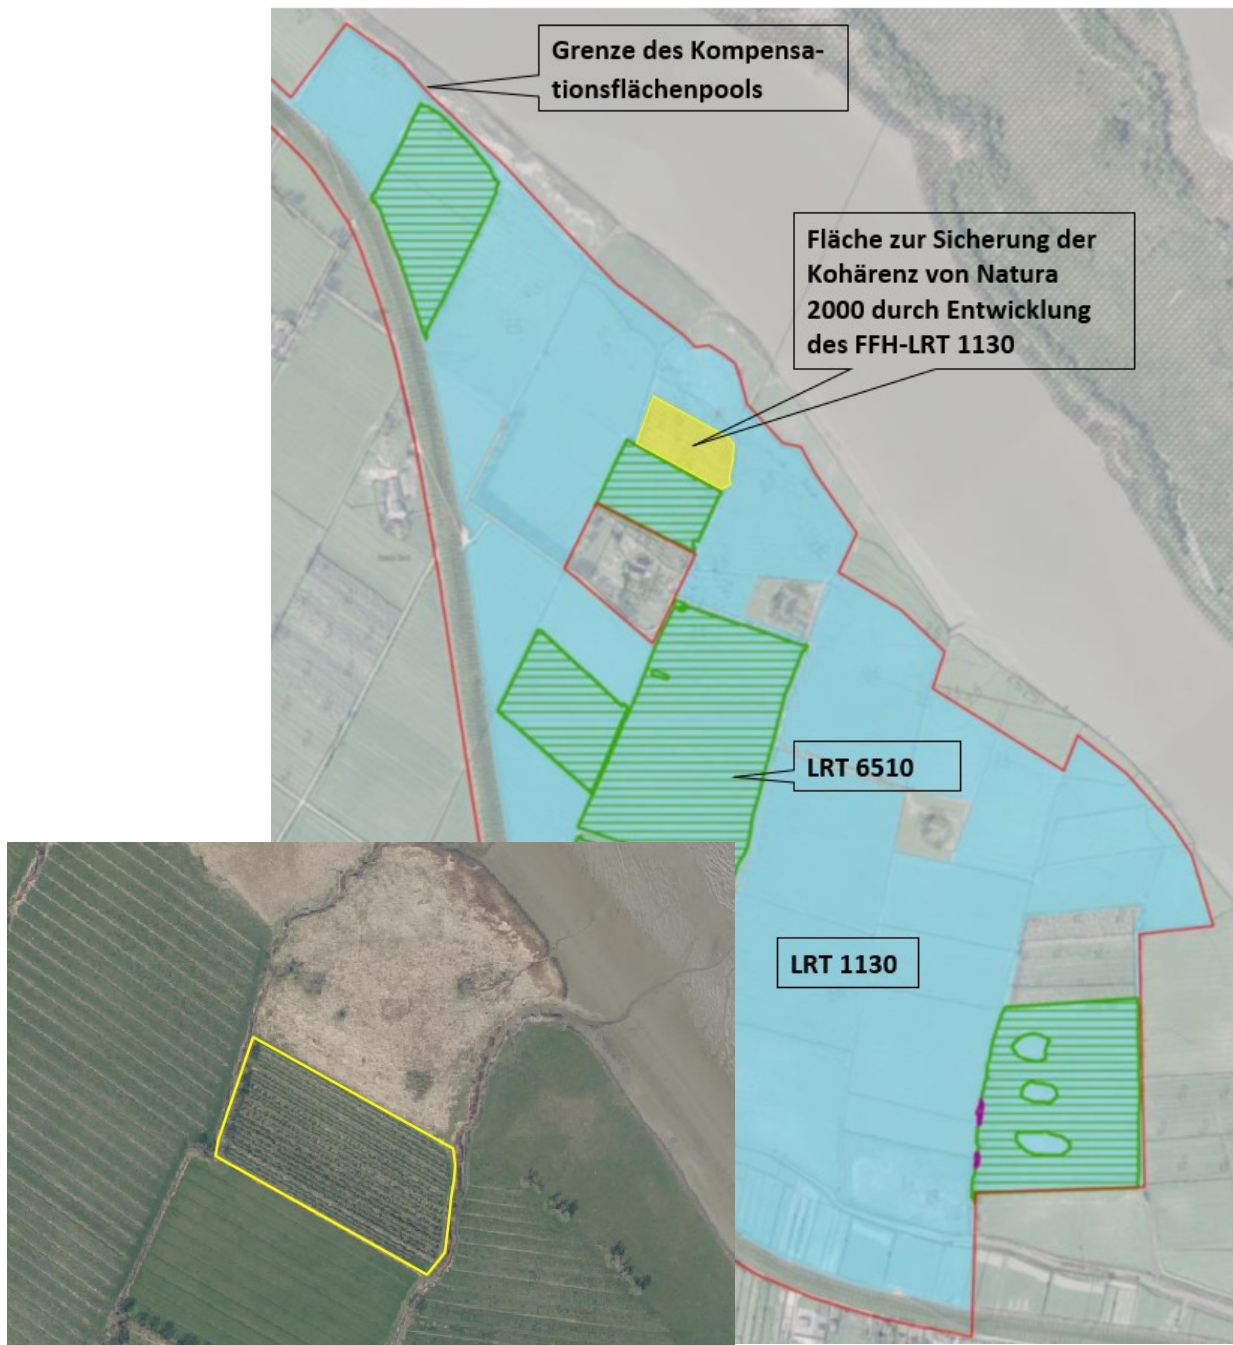 Grenze des Kompensa-
tionsflächenpools
Fläche zur Sicherung der
Kohärenz von Natura
2000 durch Entwicklung
des FFH-LRT 1130
LRT 6510
LRT 1130